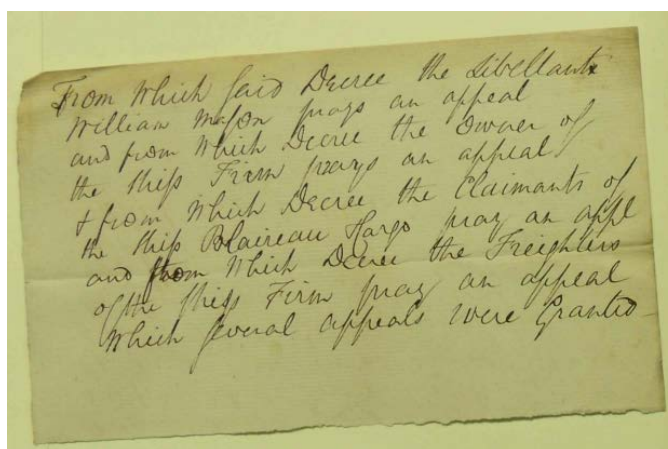 From Which said Decree the Libellant
William Mason prays an appeal
and from Which Decree the Owner of
the Ship Firm prays an appeal
& from Which Decree the Claimants of
the Ship Blaireau Cargo pray an appl
and from Which Decree the Freighters
of the Ship Firm pray an appeal
Which several appeals were Granted